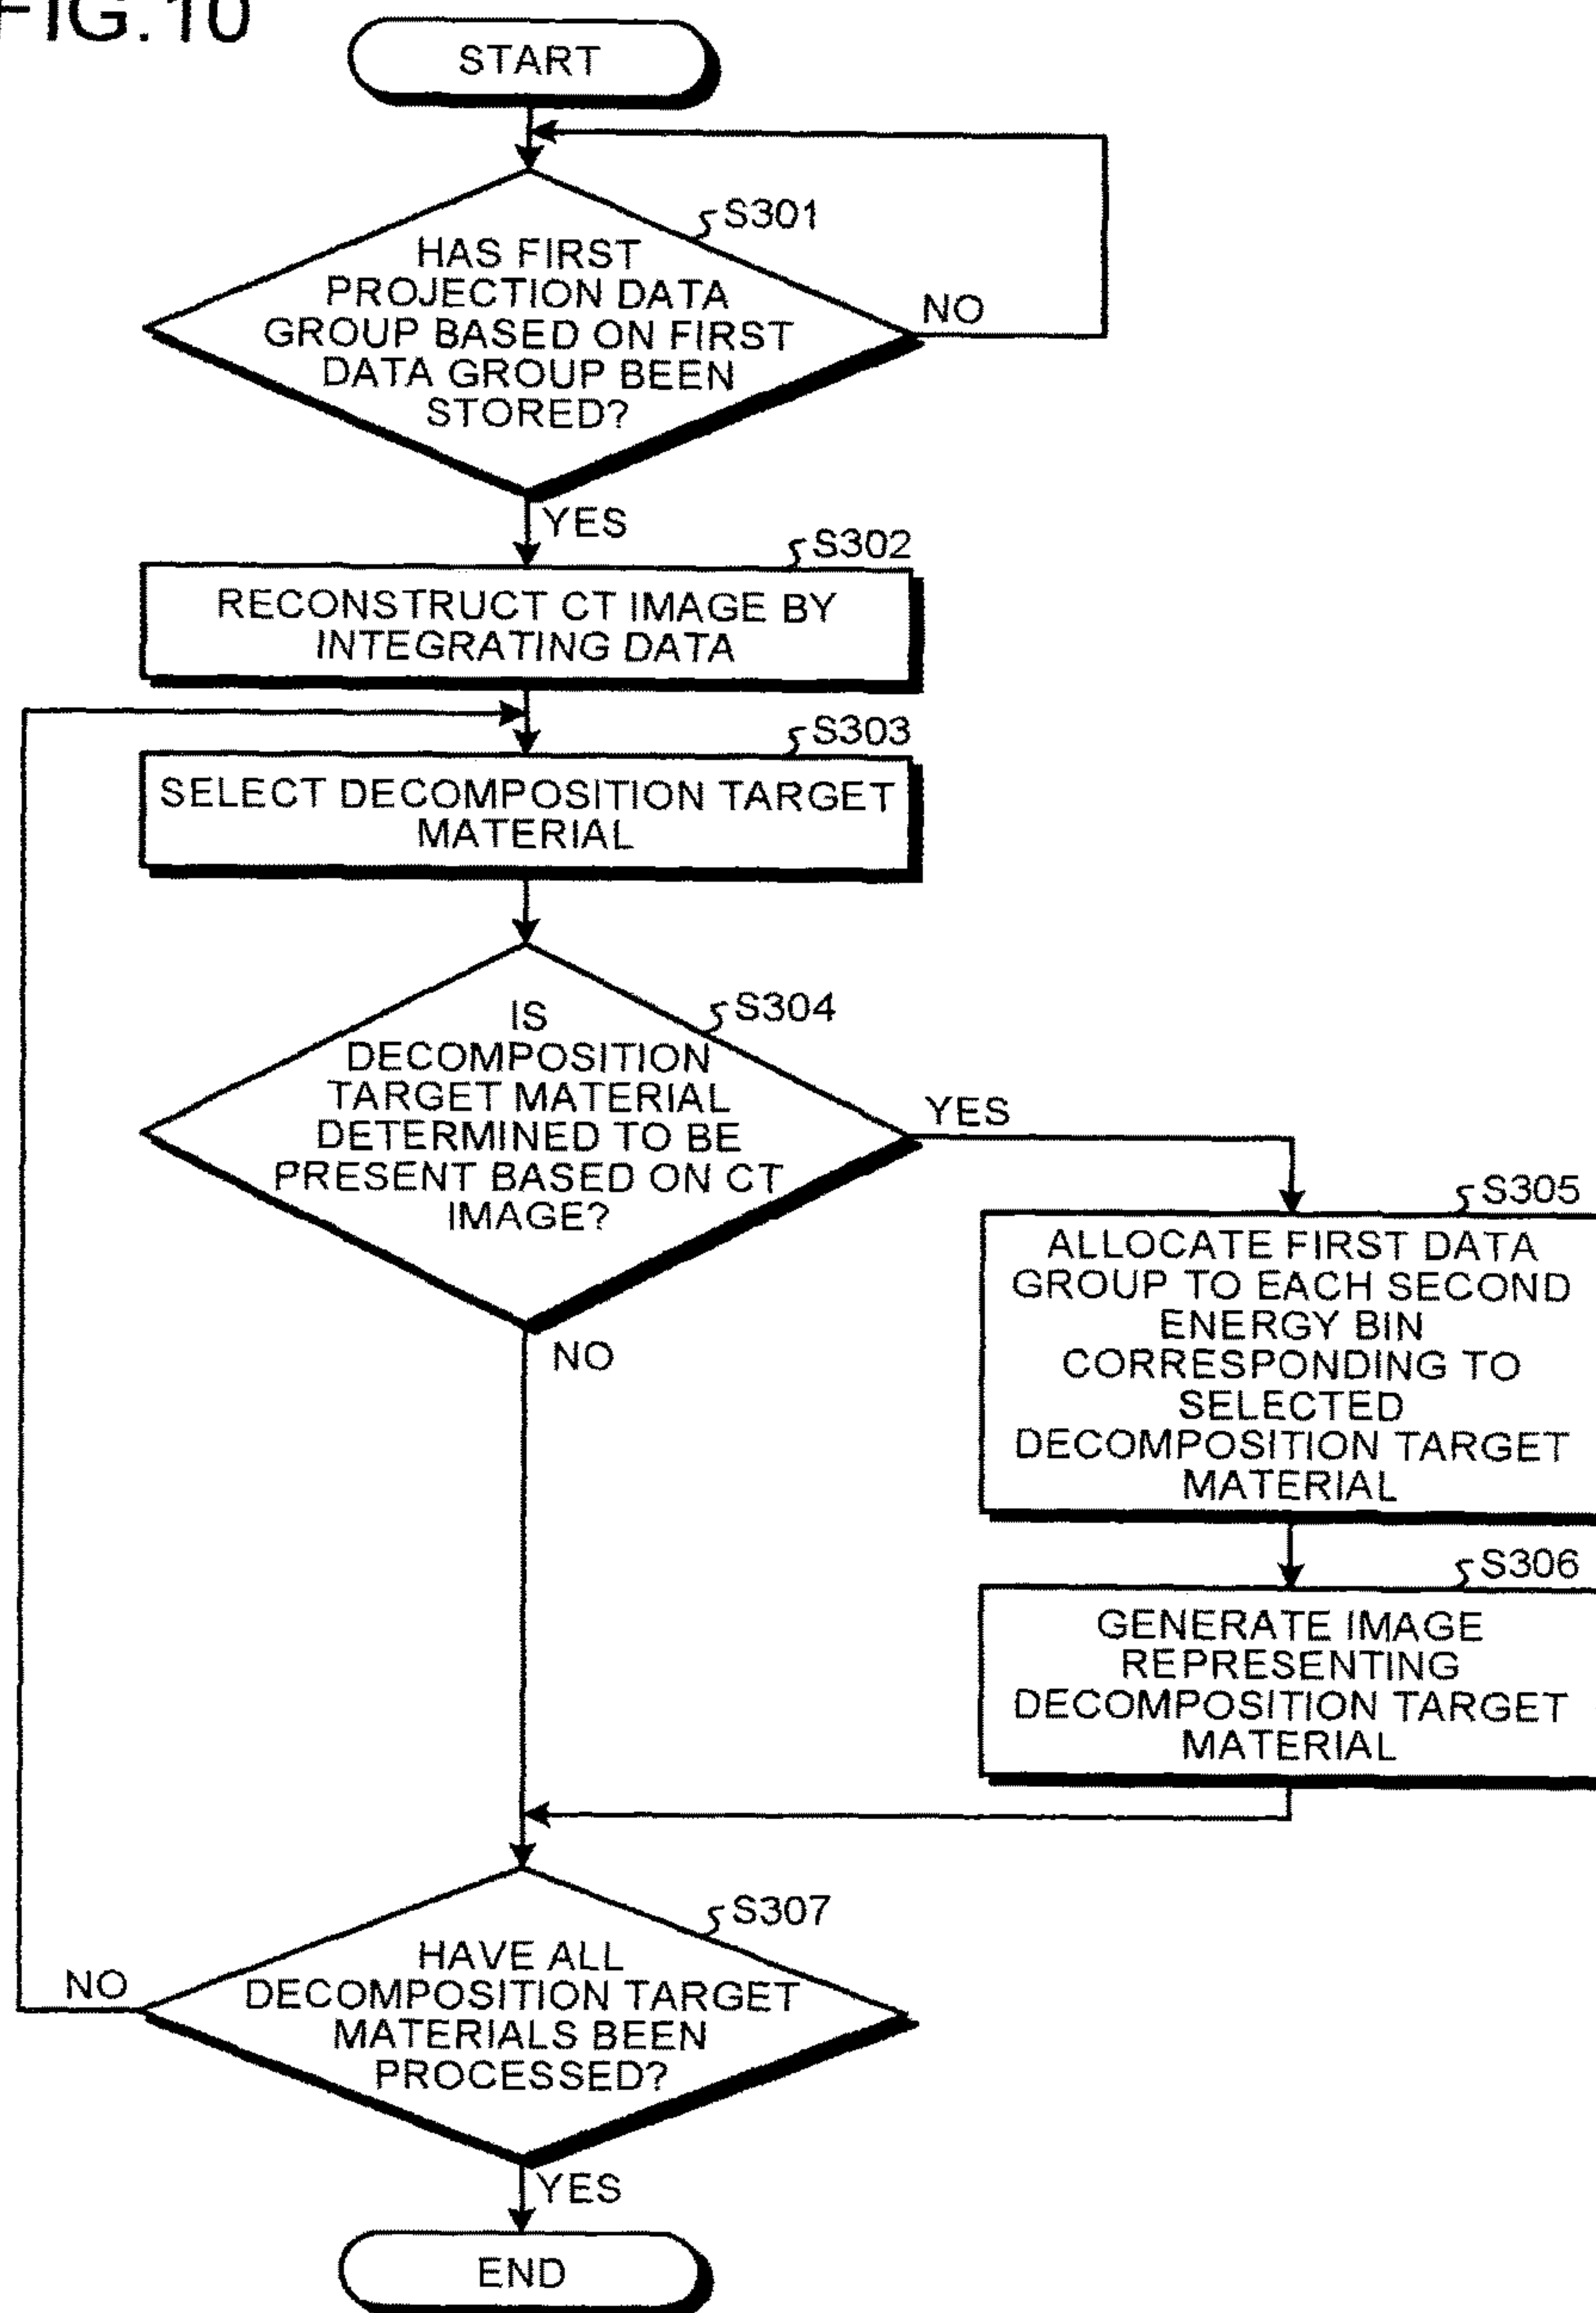 FIG.10
START
S301
HAS FIRST
PROJECTION DATA
GROUP BASED ON FIRST
DATA GROUP BEEN
STORED?
NO
YES
S302
RECONSTRUCT CT IMAGE BY
INTEGRATING DATA
S303
SELECT DECOMPOSITION TARGET
MATERIAL
S304
IS
DECOMPOSITION
TARGET MATERIAL
DETERMINED TO BE
PRESENT BASED ON CT
IMAGE?
YES
NO
S305
ALLOCATE FIRST DATA
GROUP TO EACH SECOND
ENERGY BIN
CORRESPONDING TO
SELECTED
DECOMPOSITION TARGET
MATERIAL
S306
GENERATE IMAGE
REPRESENTING
DECOMPOSITION TARGET
MATERIAL
S307
HAVE ALL
DECOMPOSITION TARGET
MATERIALS BEEN
PROCESSED?
NO
YES
END